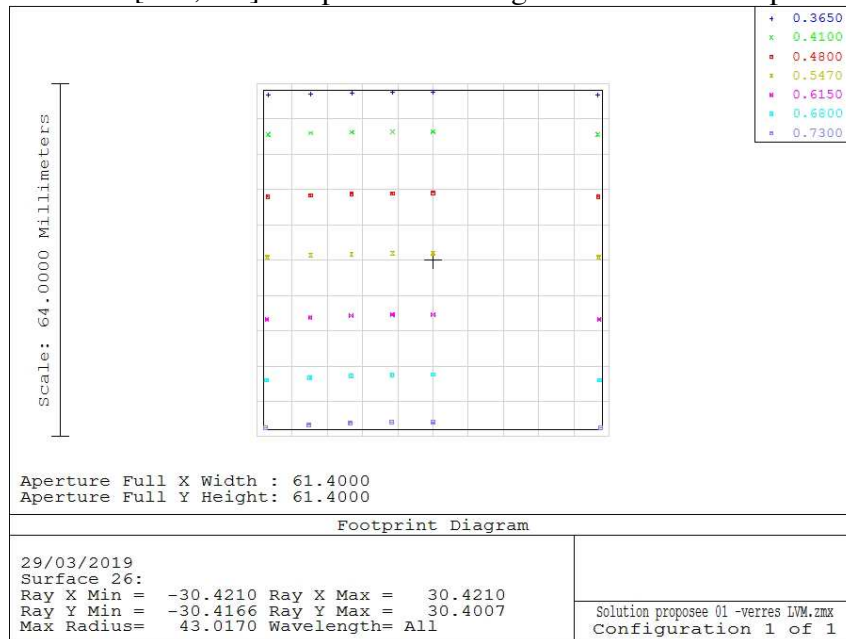 0.3650
0.4100
0.4800
0.5470
0.6150
0.6800
0.7300
Scale: 64.0000 Millimeters
Aperture Full X Width : 61.4000
Aperture Full Y Height: 61.4000
Footprint Diagram
29/03/2019
Surface 26:
Ray X Min = -30.4210 Ray X Max = 30.4210
Ray Y Min = -30.4166 Ray Y Max = 30.4007
Max Radius= 43.0170 Wavelength= All
Solution proposee 01 -verres LVM.zmx
Configuration 1 of 1